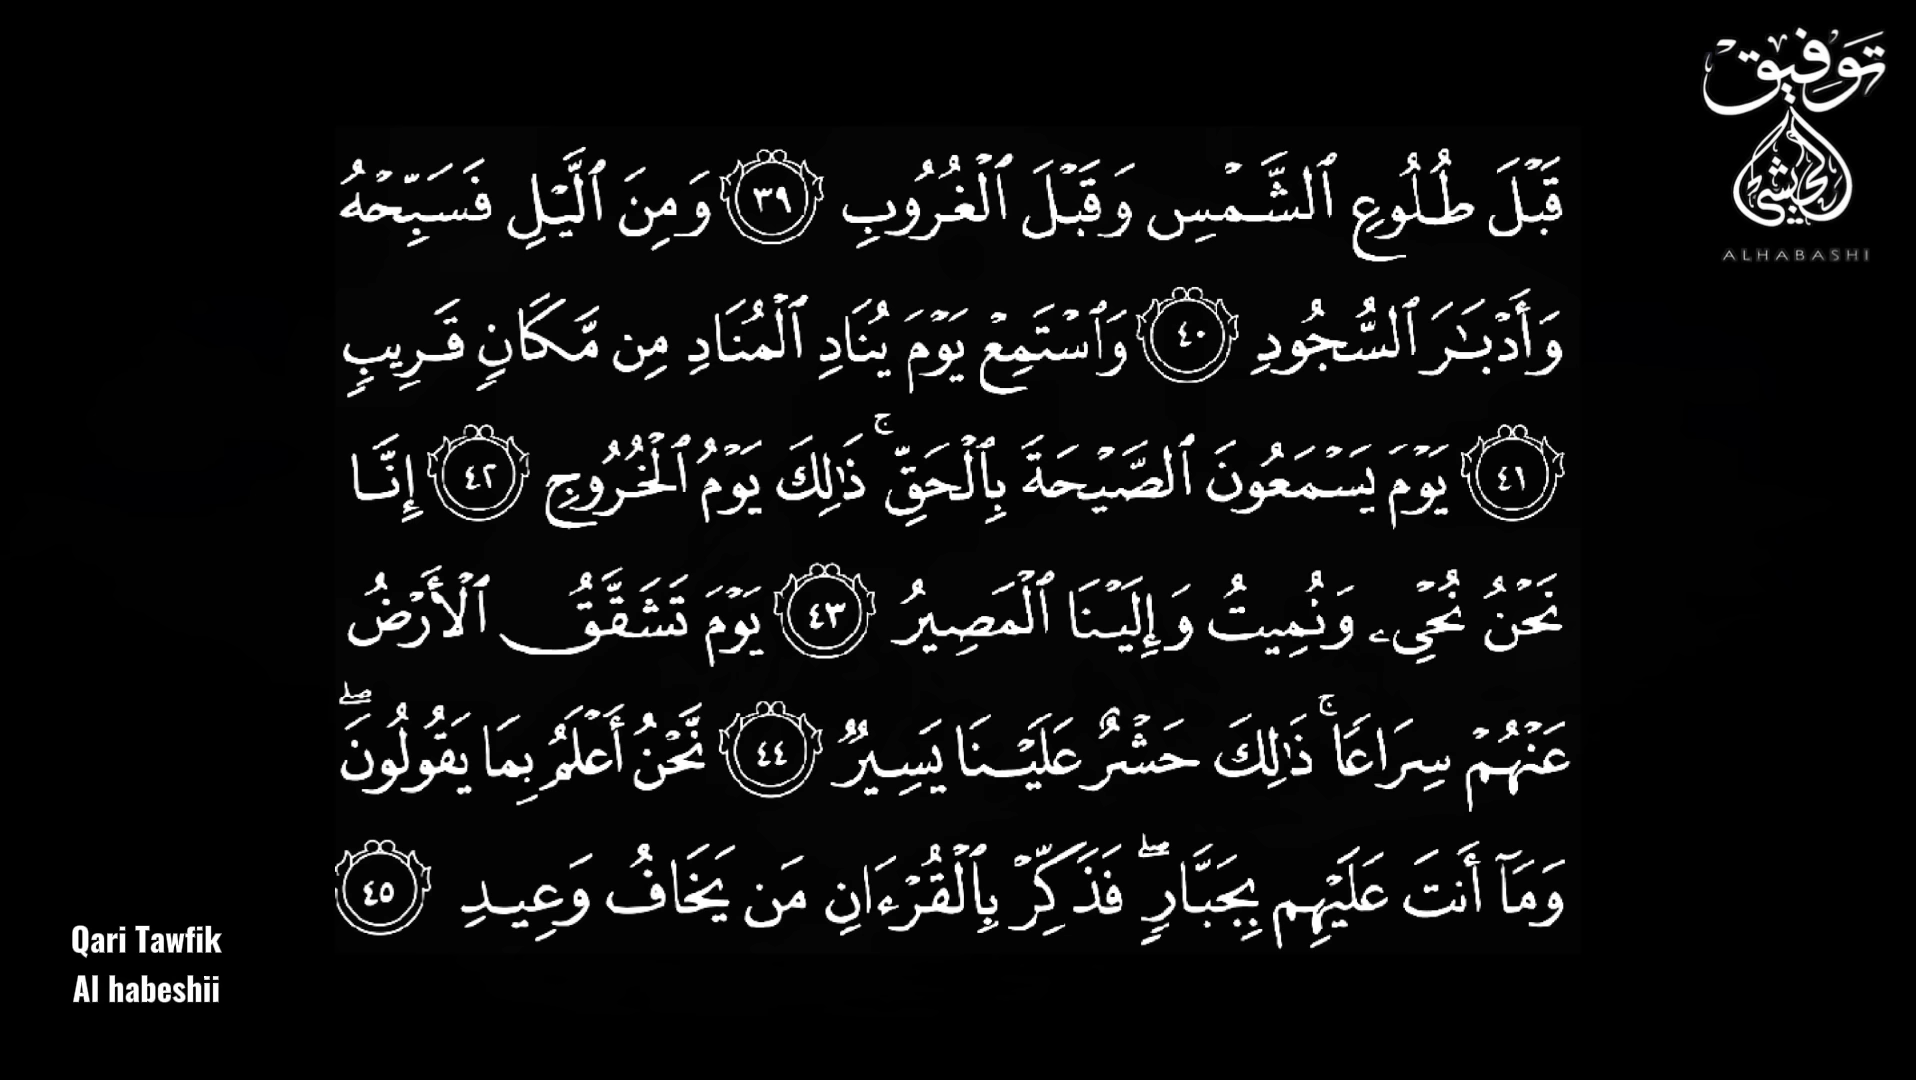 توفيق
الحبشي
ALHABASHI
قَبْلَ طُلُوعِ ٱلشَّمْسِ وَقَبْلَ ٱلْغُرُوبِ ٣٩ وَمِنَ ٱلَّيْلِ فَسَبِّحْهُ
وَأَدْبَـٰرَ ٱلسُّجُودِ ٤٠ وَٱسْتَمِعْ يَوْمَ يُنَادِ ٱلْمُنَادِ مِن مَّكَانٍ قَرِيبٍ
٤١ يَوْمَ يَسْمَعُونَ ٱلصَّيْحَةَ بِٱلْحَقِّ ۚ ذَٰلِكَ يَوْمُ ٱلْخُرُوجِ ٤٢ إِنَّا
نَحْنُ نُحْىِۦ وَنُمِيتُ وَإِلَيْنَا ٱلْمَصِيرُ ٤٣ يَوْمَ تَشَقَّقُ ٱلْأَرْضُ
عَنْهُمْ سِرَاعًا ۚ ذَٰلِكَ حَشْرٌ عَلَيْنَا يَسِيرٌ ٤٤ نَّحْنُ أَعْلَمُ بِمَا يَقُولُونَ ۖ
وَمَآ أَنتَ عَلَيْهِم بِجَبَّارٍ ۖ فَذَكِّرْ بِٱلْقُرْءَانِ مَن يَخَافُ وَعِيدِ ٤٥
Qari Tawfik
Al habeshii